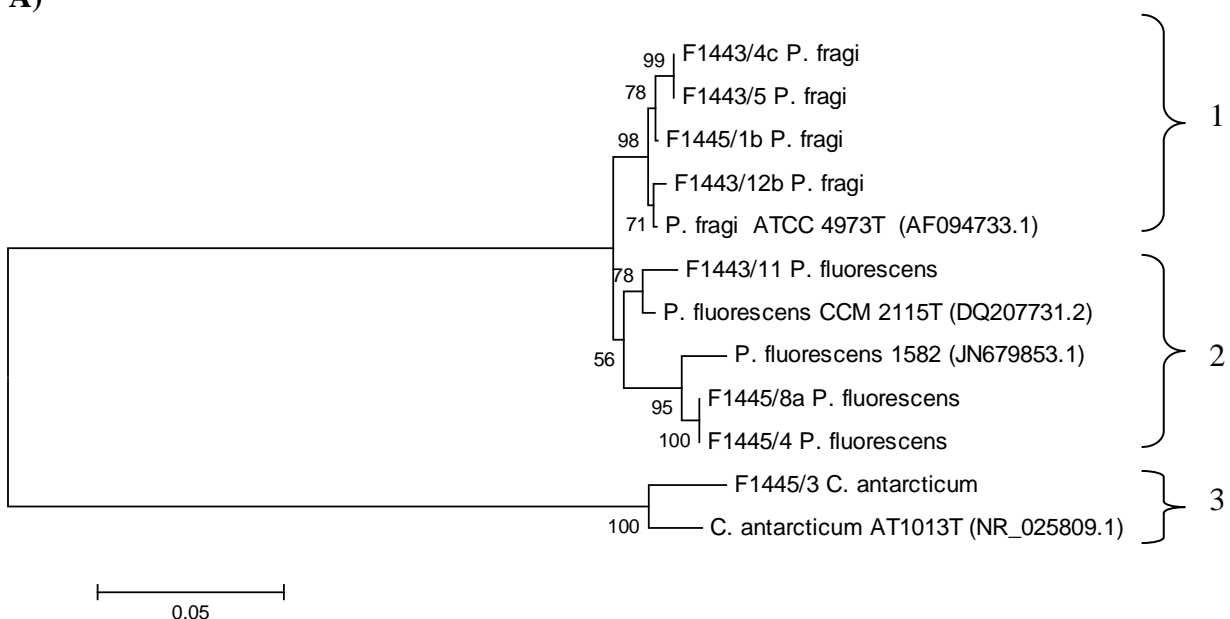 A)
99 F1443/4c P. fragi
78 F1443/5 P. fragi
98 F1445/1b P. fragi
F1443/12b P. fragi
71 P. fragi ATCC 4973T (AF094733.1)
1
78 F1443/11 P. fluorescens
P. fluorescens CCM 2115T (DQ207731.2)
56 P. fluorescens 1582 (JN679853.1)
95 F1445/8a P. fluorescens
100 F1445/4 P. fluorescens
2
F1445/3 C. antarcticum
100 C. antarcticum AT1013T (NR_025809.1)
3
0.05